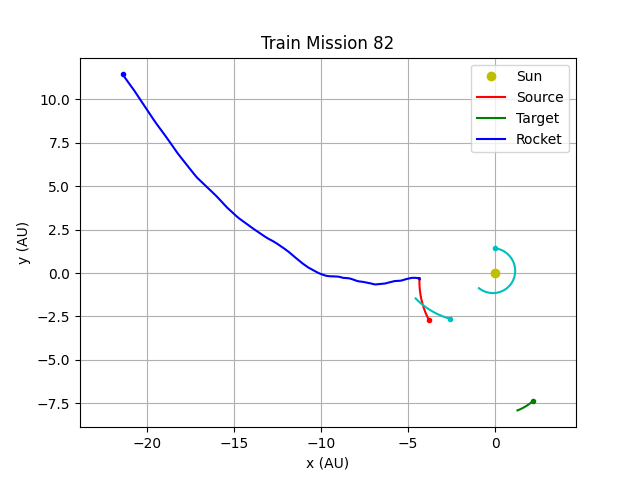 Train Mission 82
Sun
Source
Target
Rocket
10.0
7.5
5.0
2.5
0.0
−2.5
−5.0
−7.5
y (AU)
−20 −15 −10 −5 0
x (AU)